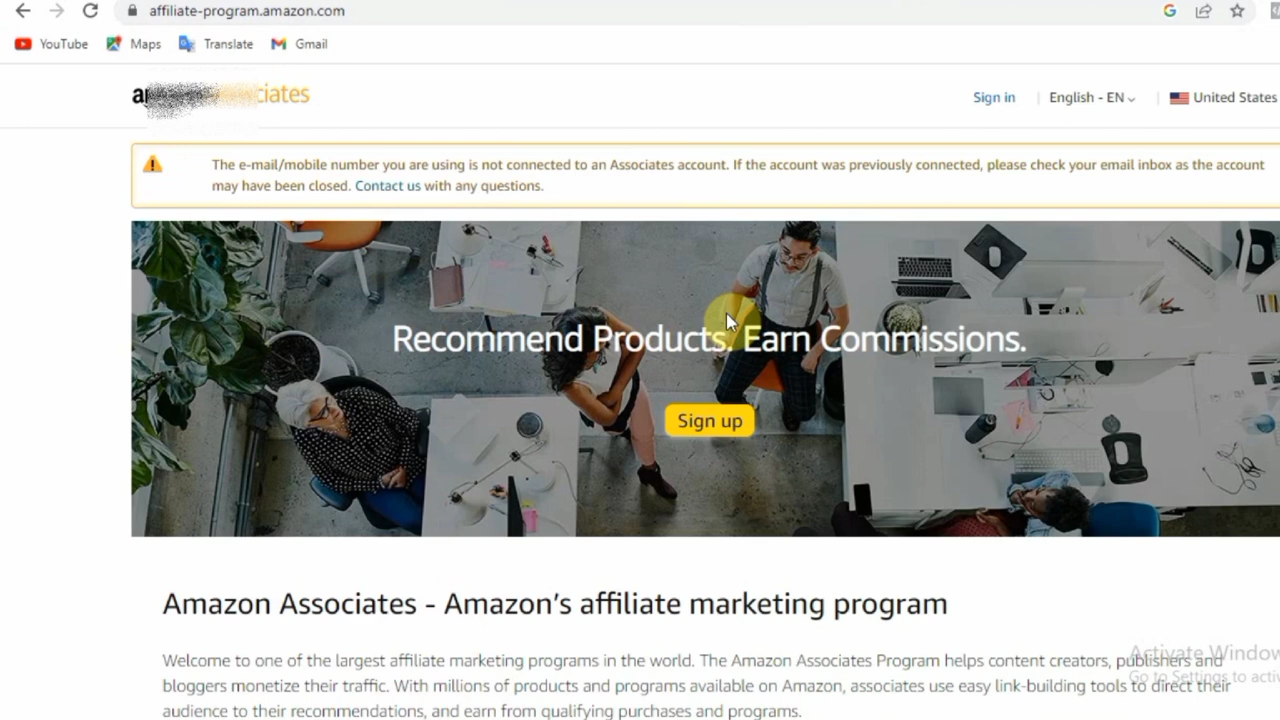 affiliate-program.amazon.com
YouTube Maps Translate Gmail
ciates
Sign in English - EN United States
The e-mail/mobile number you are using is not connected to an Associates account. If the account was previously connected, please check your email inbox as the account
may have been closed. Contact us with any questions.
Recommend Products. Earn Commissions.
Sign up
Amazon Associates - Amazon's affiliate marketing program
Welcome to one of the largest affiliate marketing programs in the world. The Amazon Associates Program helps content creators, publishers and
bloggers monetize their traffic. With millions of products and programs available on Amazon, associates use easy link-building tools to direct their
audience to their recommendations, and earn from qualifying purchases and programs.
Activate Window
Go to Settings to activ